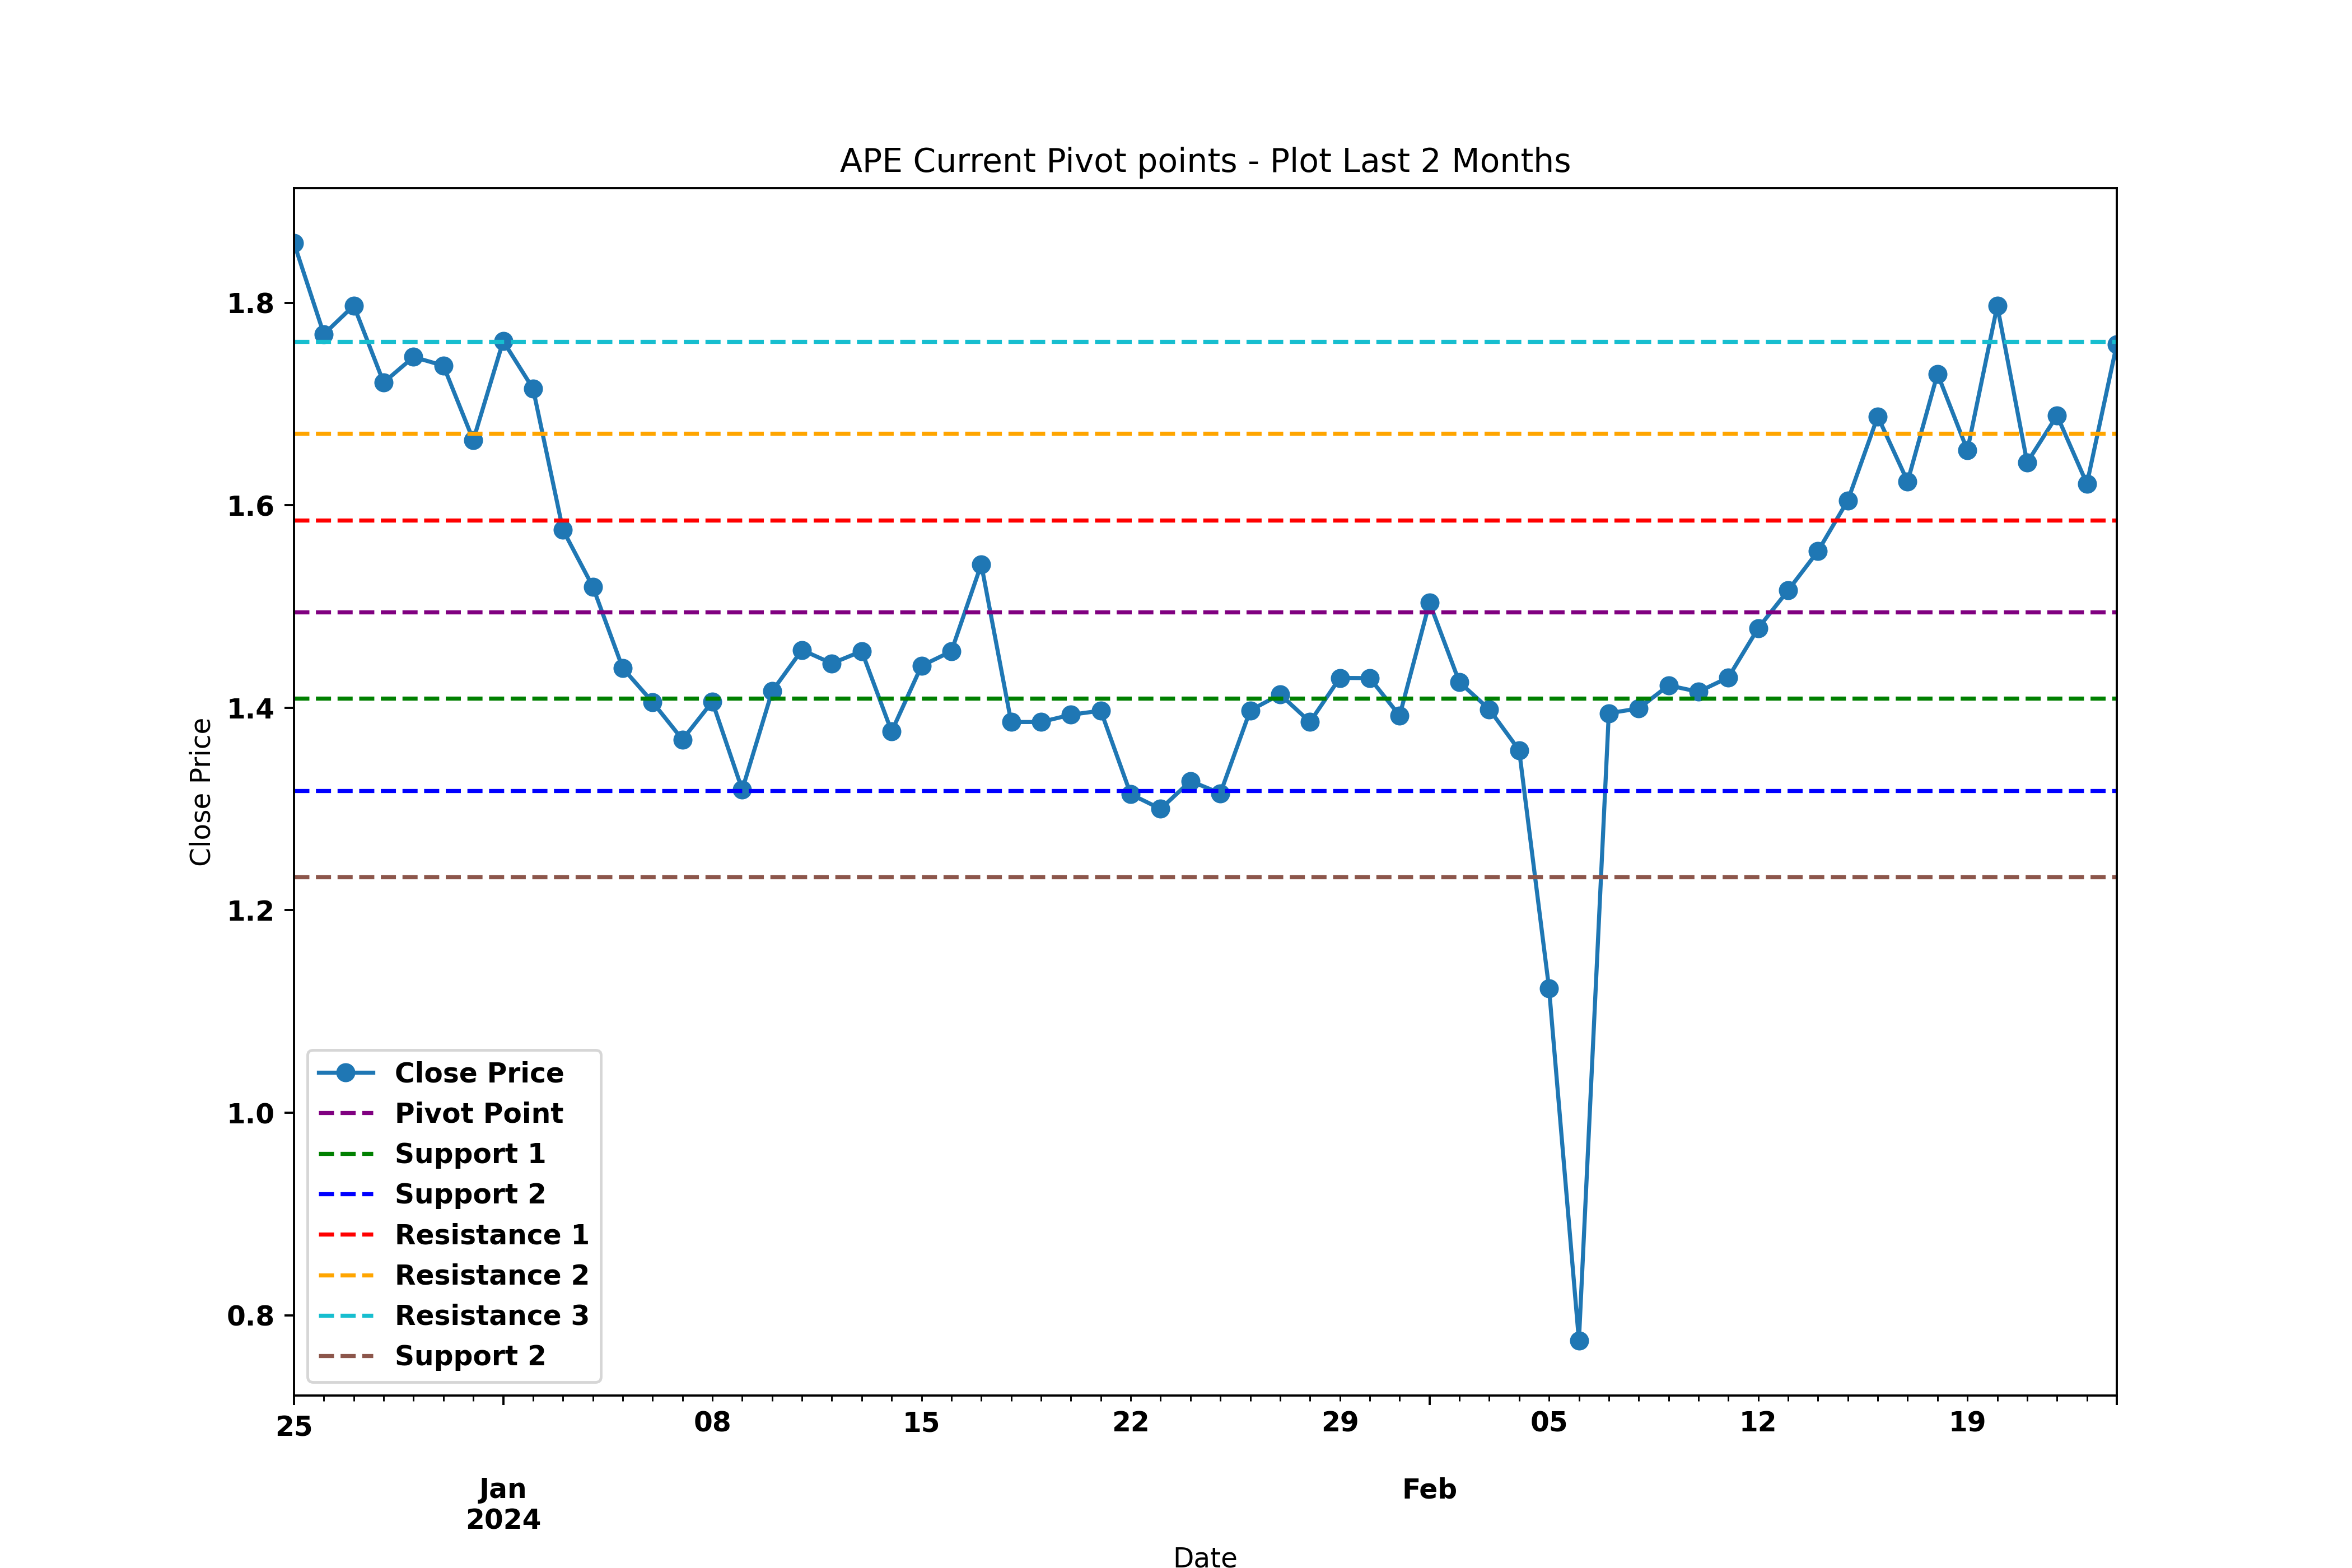 APE Current Pivot points - Plot Last 2 Months
1.8
1.6
1.4
1.2
1.0
0.8
Close Price
Close Price
Pivot Point
Support 1
Support 2
Resistance 1
Resistance 2
Resistance 3
Support 2
25 08 15 22 29 05 12 19
Jan Feb
2024
Date